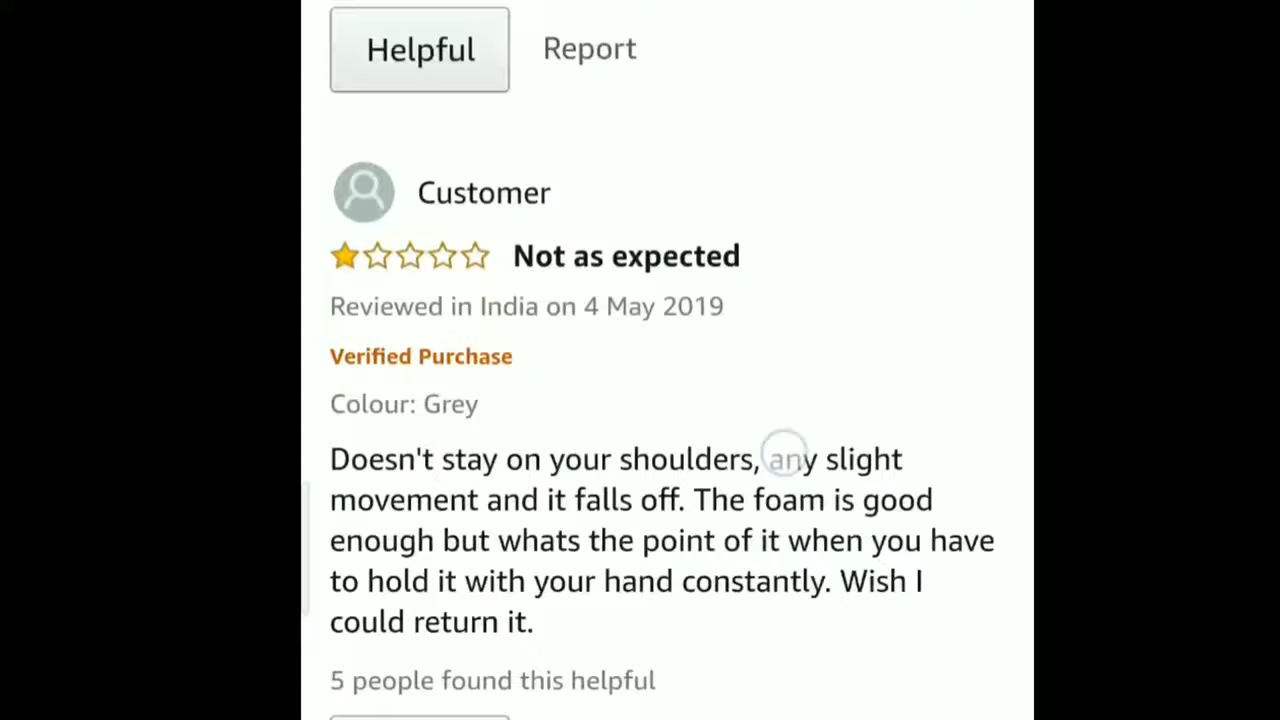 Helpful Report
Customer
Not as expected
Reviewed in India on 4 May 2019
Verified Purchase
Colour: Grey
Doesn't stay on your shoulders, any slight
movement and it falls off. The foam is good
enough but whats the point of it when you have
to hold it with your hand constantly. Wish I
could return it.
5 people found this helpful